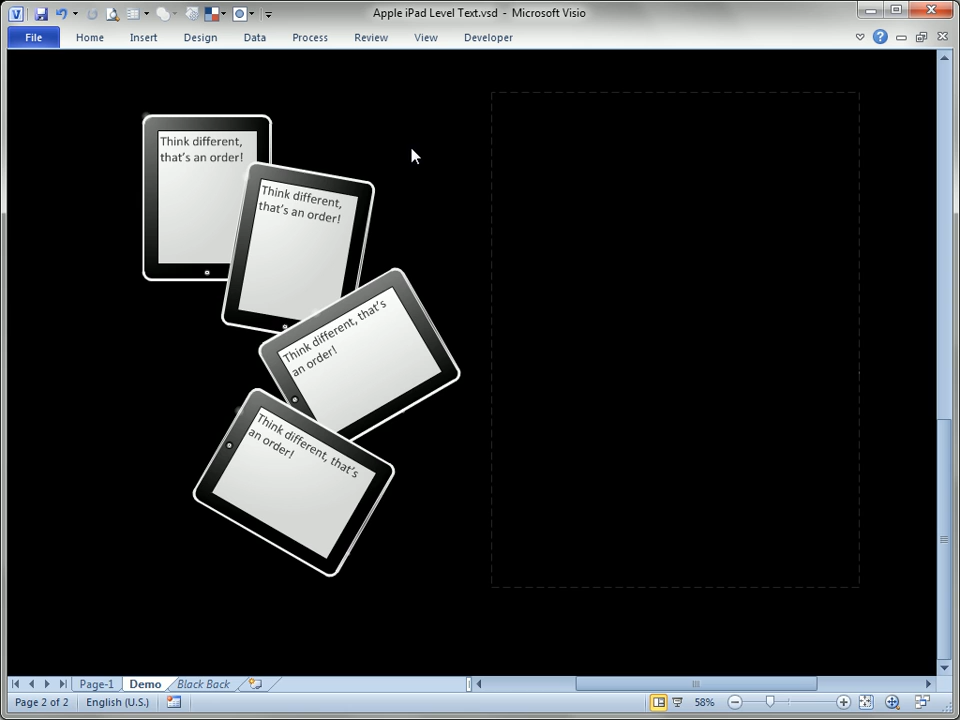 Apple iPad Level Text.vsd - Microsoft Visio
File Home Insert Design Data Process Review View Developer
Think different,
that's an order!
Think different,
that's an order!
Think different, that's
an order!
Think different, that's
an order!
Page-1 Demo Black Back
Page 2 of 2 English (U.S.) 58%